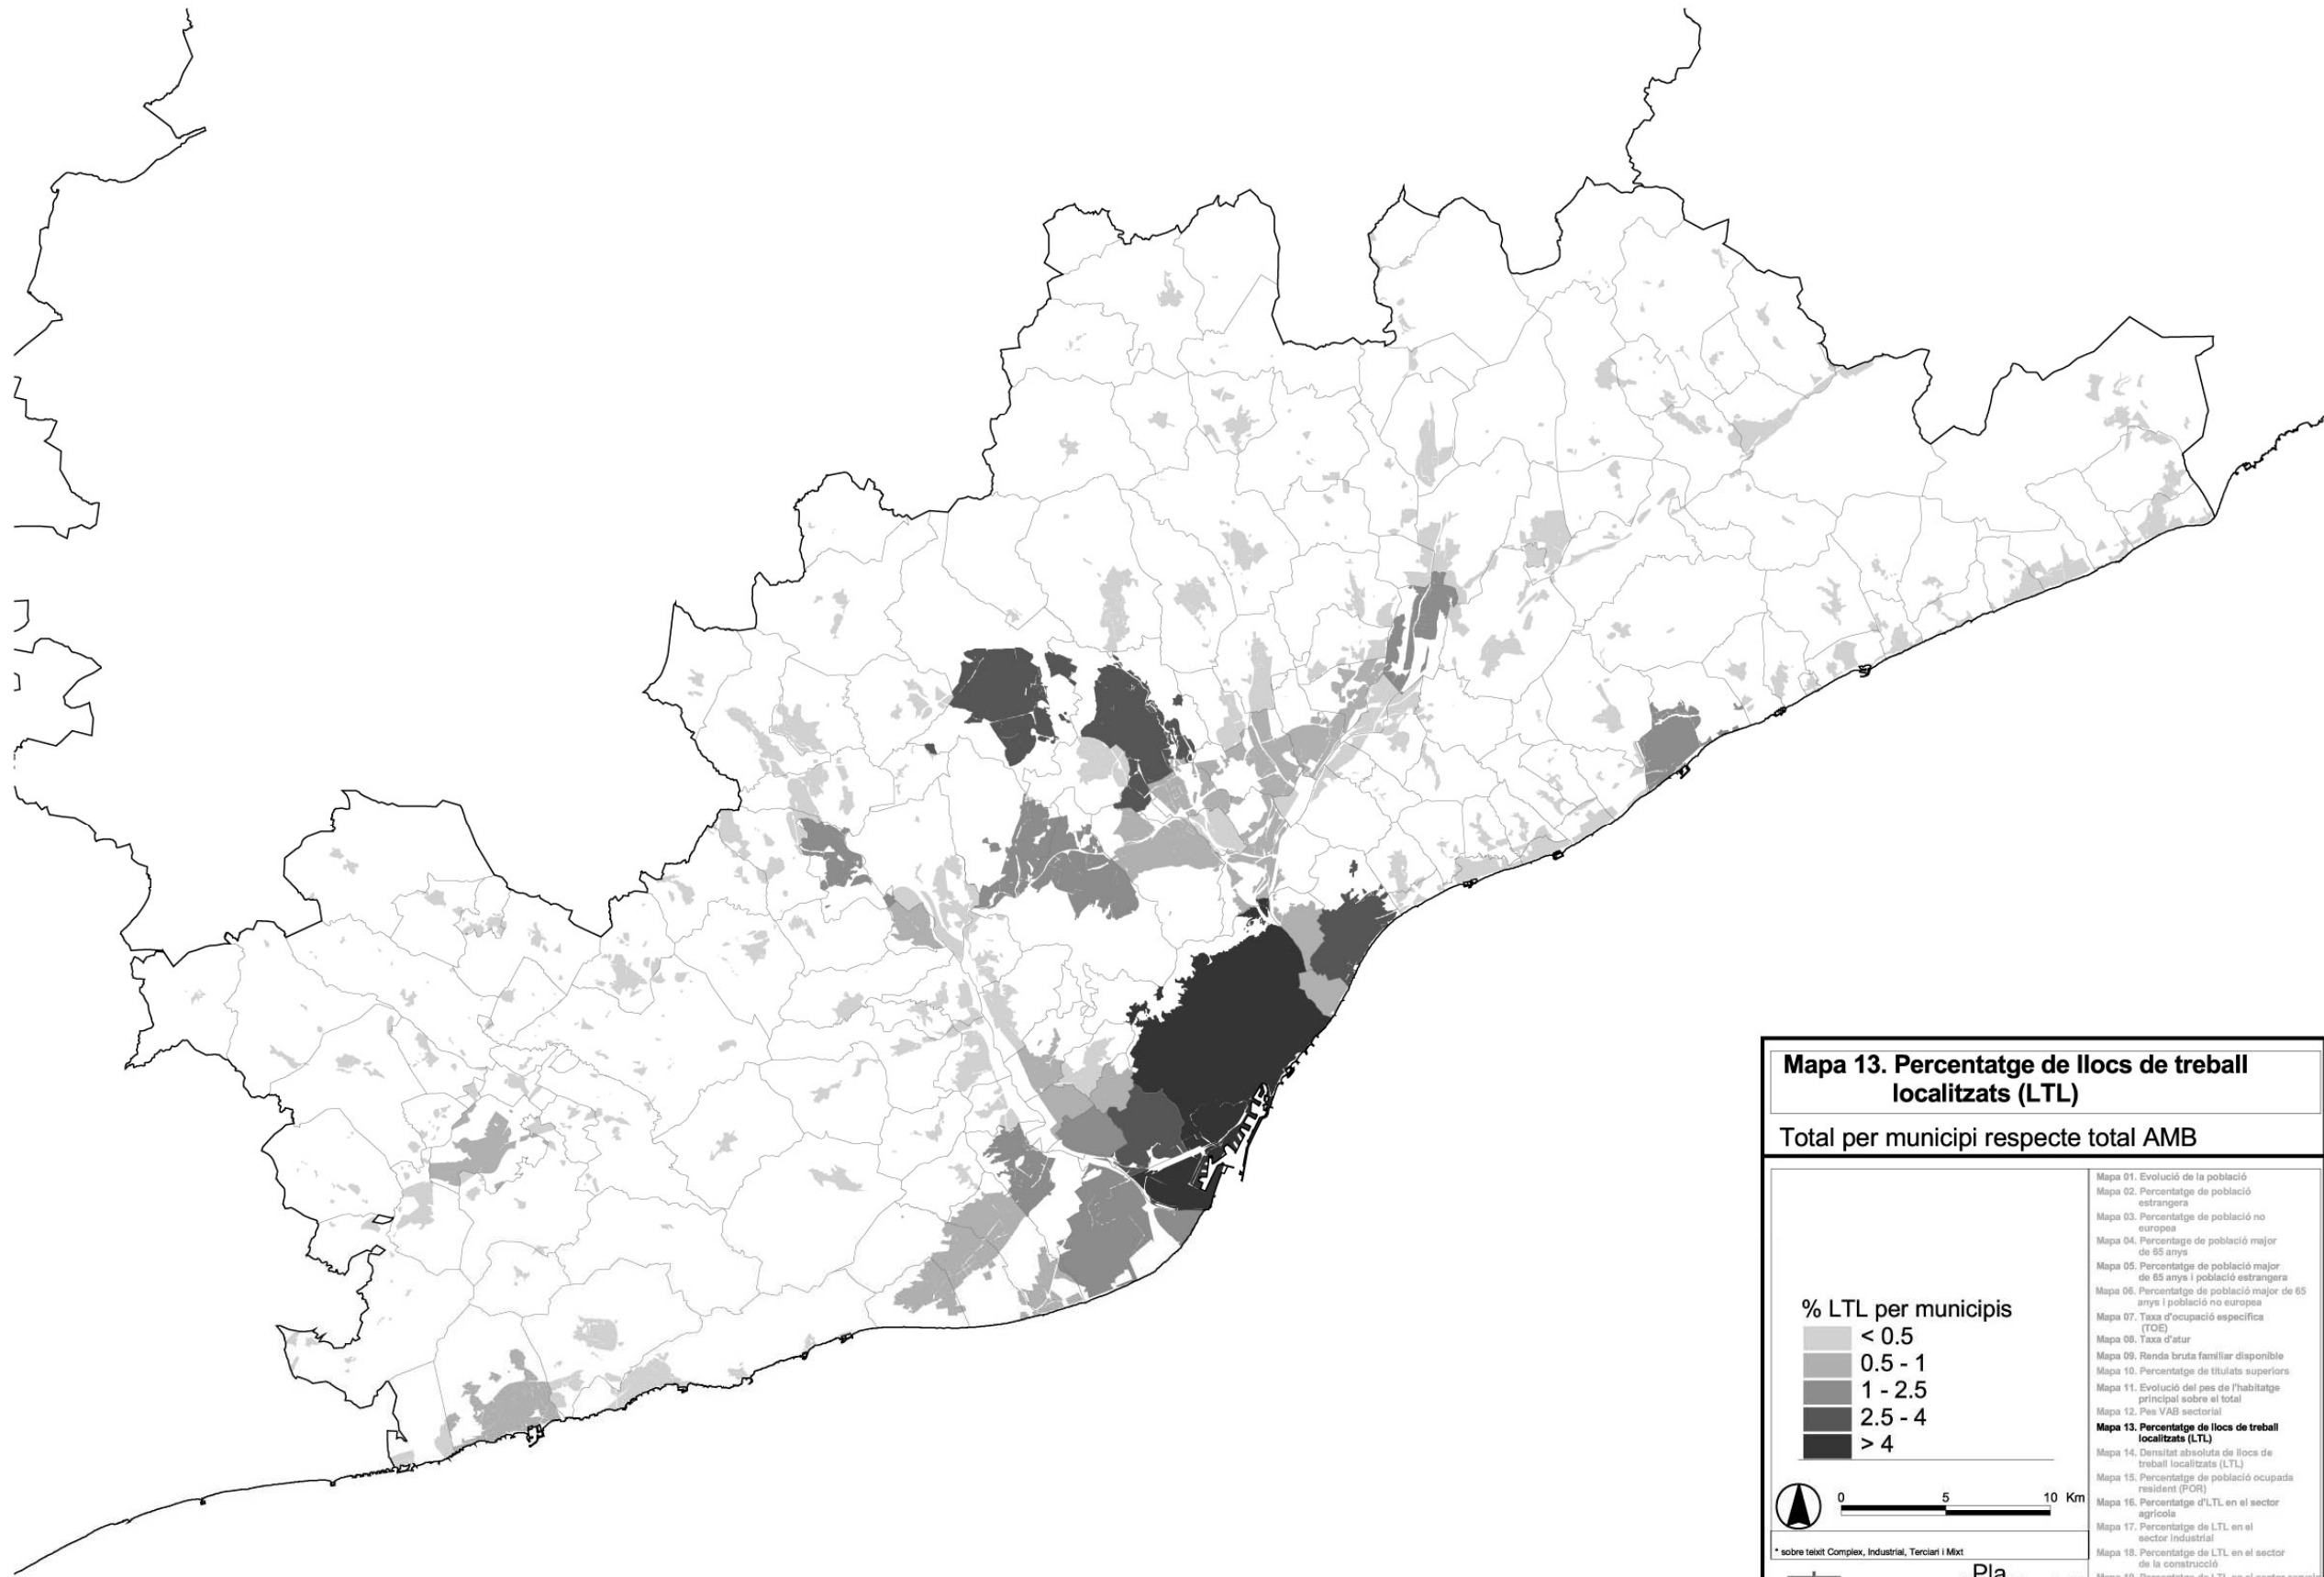 Mapa 13. Percentatge de llocs de treball
localitzats (LTL)
Total per municipi respecte total AMB
% LTL per municipis
< 0.5
0.5 - 1
1 - 2.5
2.5 - 4
> 4
0 5 10 Km
* sobre teixit Complex, Industrial, Terciari i Mixt
Pla
Mapa 01. Evolució de la població
Mapa 02. Percentatge de població
estrangera
Mapa 03. Percentatge de població no
europea
Mapa 04. Percentage de població major
de 65 anys
Mapa 05. Percentatge de població major
de 65 anys i població estrangera
Mapa 06. Percentatge de població major de 65
anys i població no europea
Mapa 07. Taxa d'ocupació específica
(TOE)
Mapa 08. Taxa d'atur
Mapa 09. Renda bruta familiar disponible
Mapa 10. Percentatge de titulats superiors
Mapa 11. Evolució del pes de l'habitatge
principal sobre el total
Mapa 12. Pes VAB sectorial
Mapa 13. Percentatge de llocs de treball
localitzats (LTL)
Mapa 14. Densitat absoluta de llocs de
treball localitzats (LTL)
Mapa 15. Percentatge de població ocupada
resident (POR)
Mapa 16. Percentatge d'LTL en el sector
agrícola
Mapa 17. Percentatge de LTL en el
sector industrial
Mapa 18. Percentatge de LTL en el sector
de la construcció